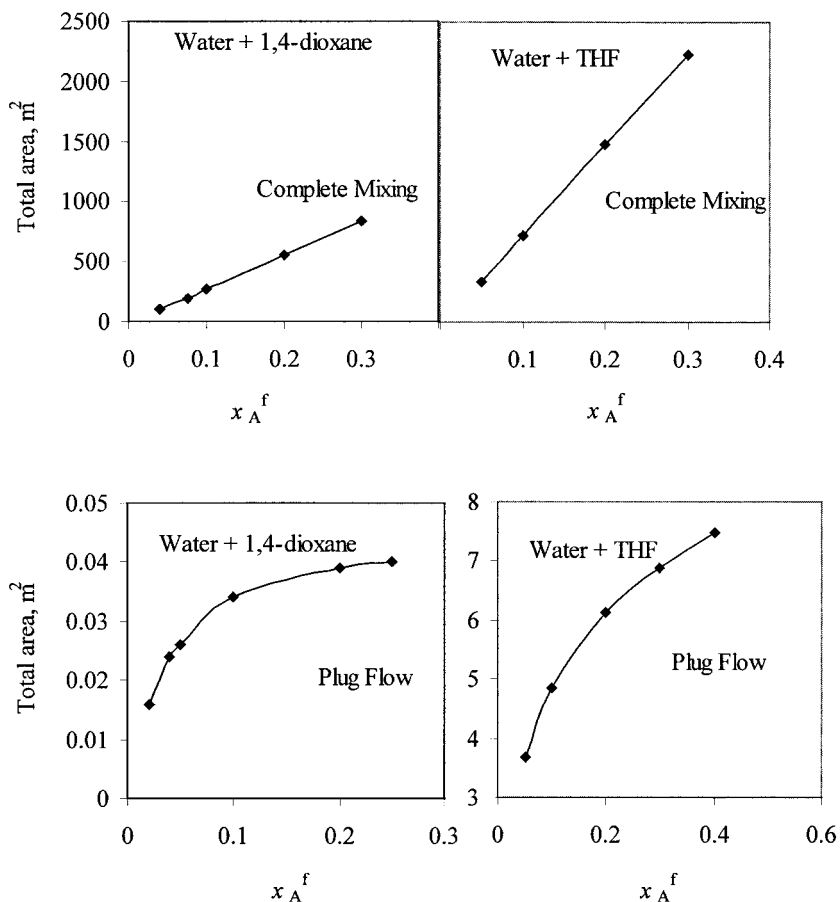 Water + 1,4-dioxane
Complete Mixing
Total area, m²
2500
2000
1500
1000
500
0
0 0.1 0.2 0.3
x_A^f
Water + THF
Complete Mixing
0.1 0.2 0.3 0.4
x_A^f
Water + 1,4-dioxane
Plug Flow
Total area, m²
0.05
0.04
0.03
0.02
0.01
0
0 0.1 0.2 0.3
x_A^f
Water + THF
Plug Flow
8
7
6
5
4
3
0 0.2 0.4 0.6
x_A^f